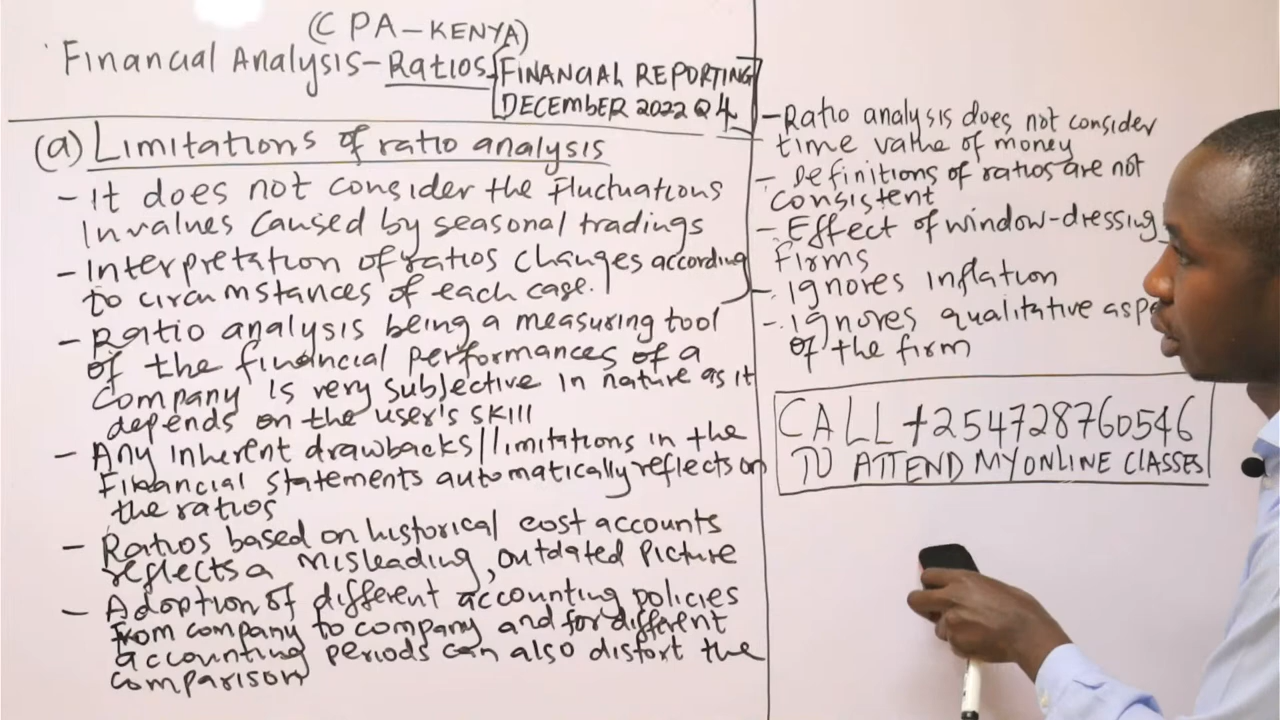 (CPA-KENYA)
Financial Analysis-Ratios
FINANCIAL REPORTING
DECEMBER 2022 Q4
(a) Limitations of ratio analysis
- It does not consider the fluctuations
in values caused by seasonal tradings
- Interpretation of ratios changes according
to circumstances of each case.
- Ratio analysis being a measuring tool
of the financial performances of a
company is very subjective in nature as it
depends on the user's skill
- Any inherent drawbacks/limitations in the
Financial statements automatically reflects on
the ratios
- Ratios based on historical cost accounts
reflects a misleading, outdated picture
- Adoption of different accounting policies
from company to company and for different
accounting periods can also distort the
comparison
- Ratio analysis does not consider
time value of money
- Definitions of ratios are not
consistent
- Effect of window-dressing
firms
- Ignores inflation
- Ignores qualitative aspe
of the firm
CALL +254728760546
TO ATTEND MY ONLINE CLASSES